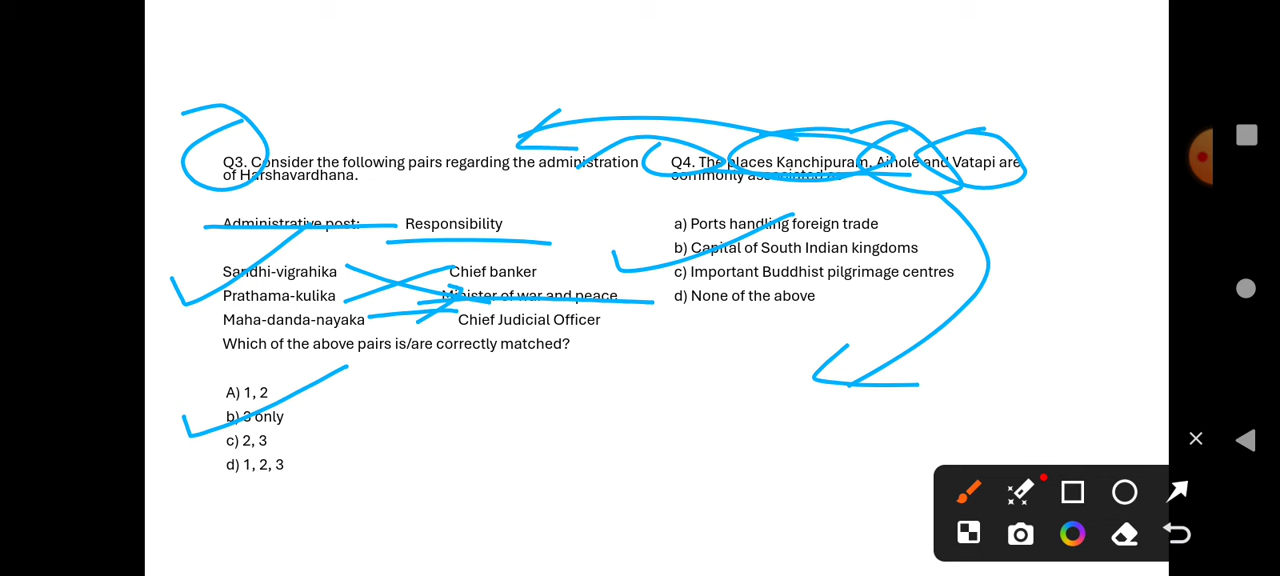 Q3. Consider the following pairs regarding the administration
of Harshavardhana.
Administrative post: Responsibility
Sandhi-vigrahika Chief banker
Prathama-kulika Minister of war and peace
Maha-danda-nayaka Chief Judicial Officer
Which of the above pairs is/are correctly matched?
A) 1, 2
b) 3 only
c) 2, 3
d) 1, 2, 3
Q4. The places Kanchipuram, Aihole and Vatapi are
commonly associated as
a) Ports handling foreign trade
b) Capital of South Indian kingdoms
c) Important Buddhist pilgrimage centres
d) None of the above